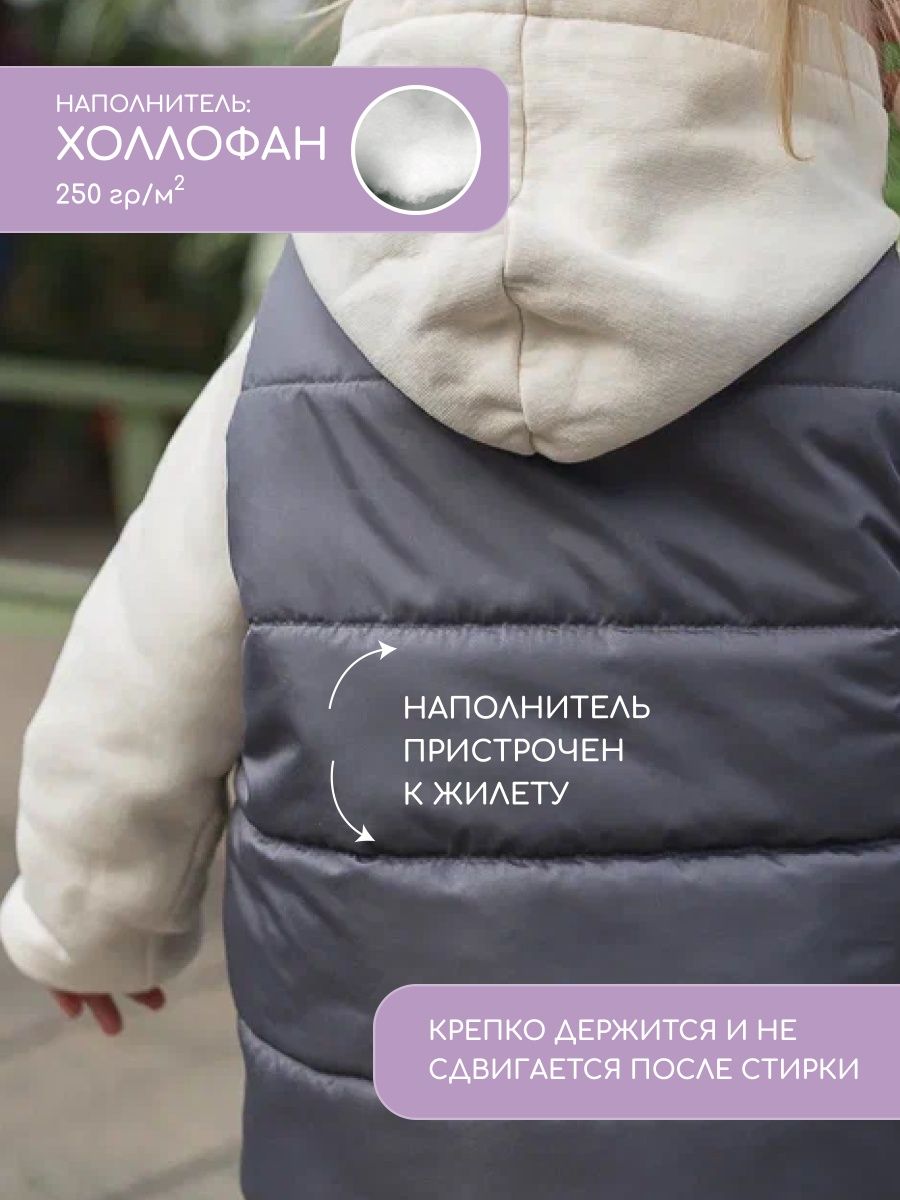 НАПОЛНИТЕЛЬ:
ХОЛЛОФАН
250 гр/м²
НАПОЛНИТЕЛЬ
ПРИСТРОЧЕН
К ЖИЛЕТУ
КРЕПКО ДЕРЖИТСЯ И НЕ
СДВИГАЕТСЯ ПОСЛЕ СТИРКИ